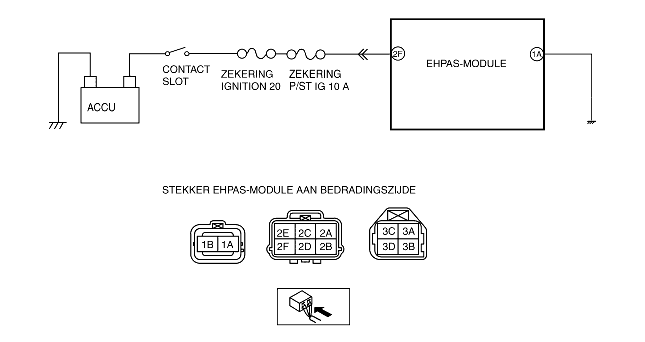 2F
1A
EHPAS-MODULE
CONTACT
SLOT
ZEKERING
IGNITION 20
ZEKERING
P/ST IG 10 A
ACCU
STEKKER EHPAS-MODULE AAN BEDRADINGSZIJDE
1B 1A
2E 2C 2A
2F 2D 2B
3C 3A
3D 3B